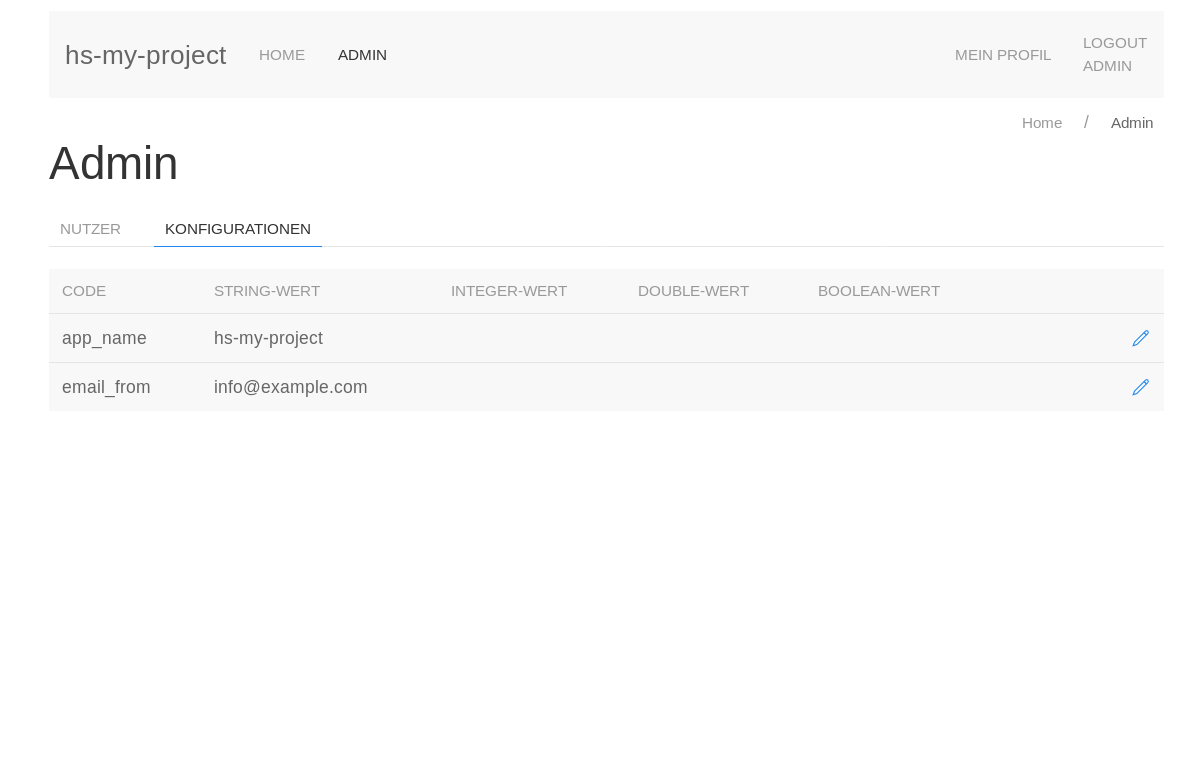 hs-my-project HOME ADMIN MEIN PROFIL LOGOUT
ADMIN
Home / Admin
Admin
NUTZER KONFIGURATIONEN
CODE STRING-WERT INTEGER-WERT DOUBLE-WERT BOOLEAN-WERT
app_name hs-my-project
email_from info@example.com